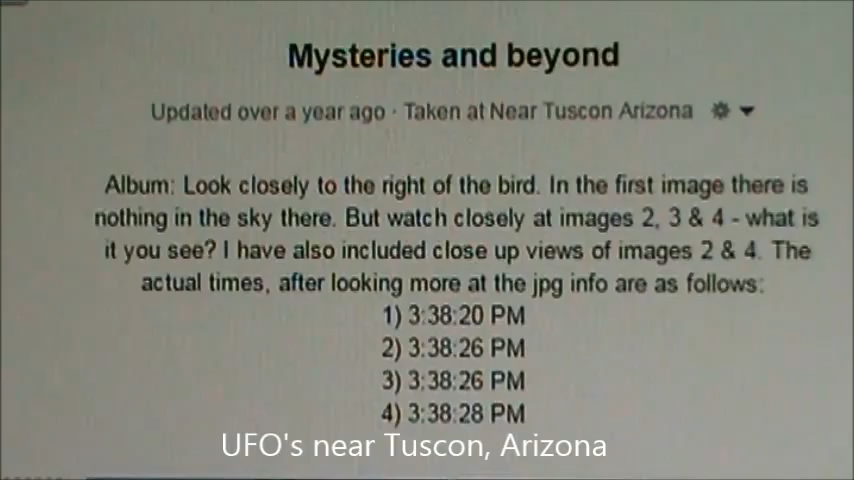 Mysteries and beyond
Updated over a year ago · Taken at Near Tuscon Arizona
Album: Look closely to the right of the bird. In the first image there is
nothing in the sky there. But watch closely at images 2, 3 & 4 - what is
it you see? I have also included close up views of images 2 & 4. The
actual times, after looking more at the jpg info are as follows:
1) 3:38:20 PM
2) 3:38:26 PM
3) 3:38:26 PM
4) 3:38:28 PM
UFO's near Tuscon, Arizona